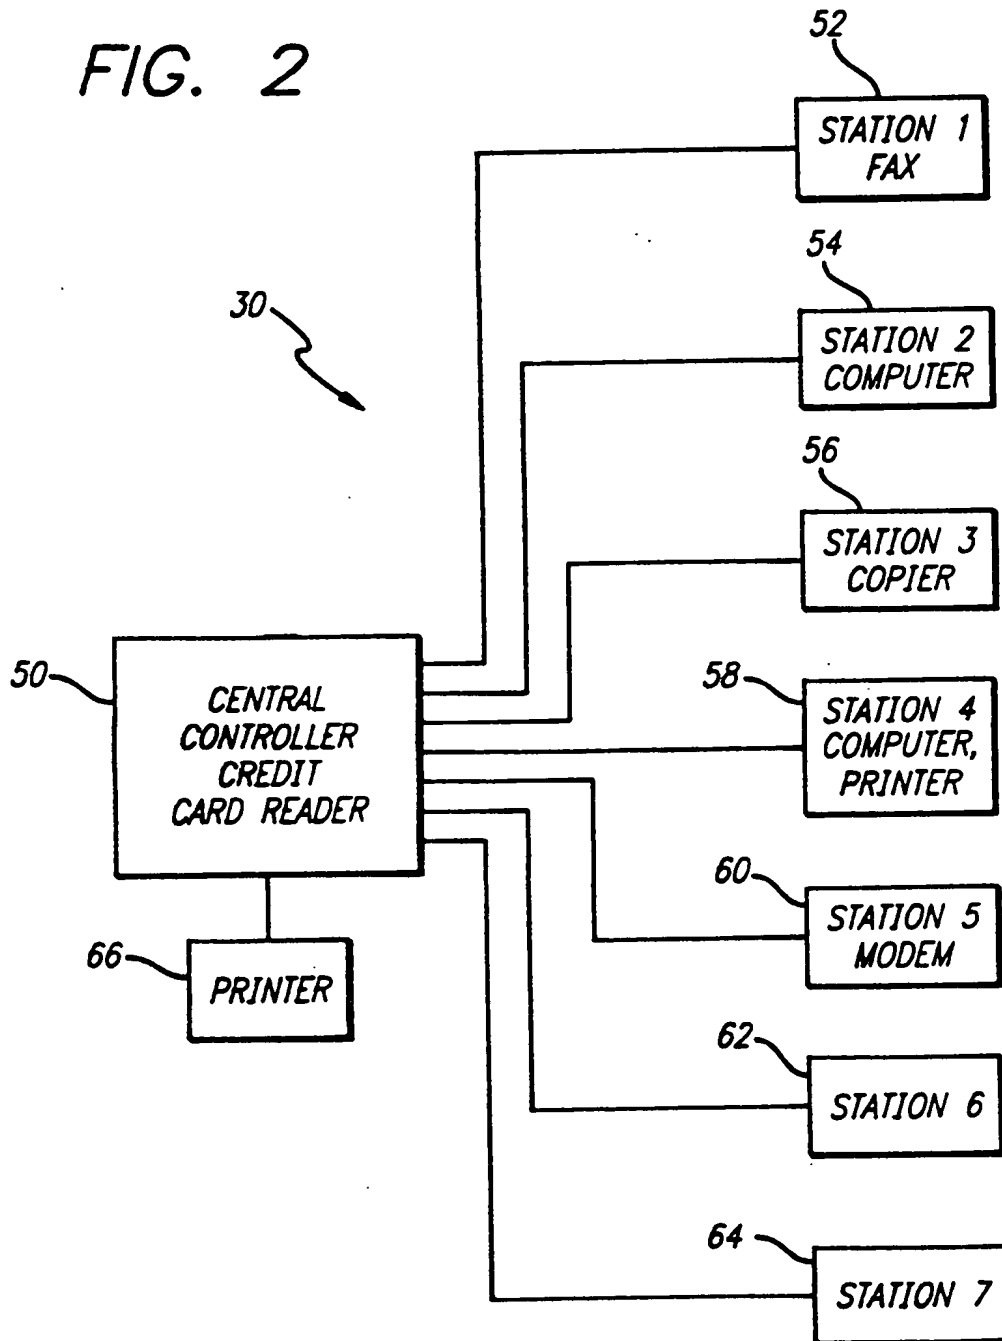 FIG. 2
52
STATION 1
FAX
54
STATION 2
COMPUTER
30
56
STATION 3
COPIER
50
CENTRAL
CONTROLLER
CREDIT
CARD READER
58
STATION 4
COMPUTER,
PRINTER
60
STATION 5
MODEM
66
PRINTER
62
STATION 6
64
STATION 7